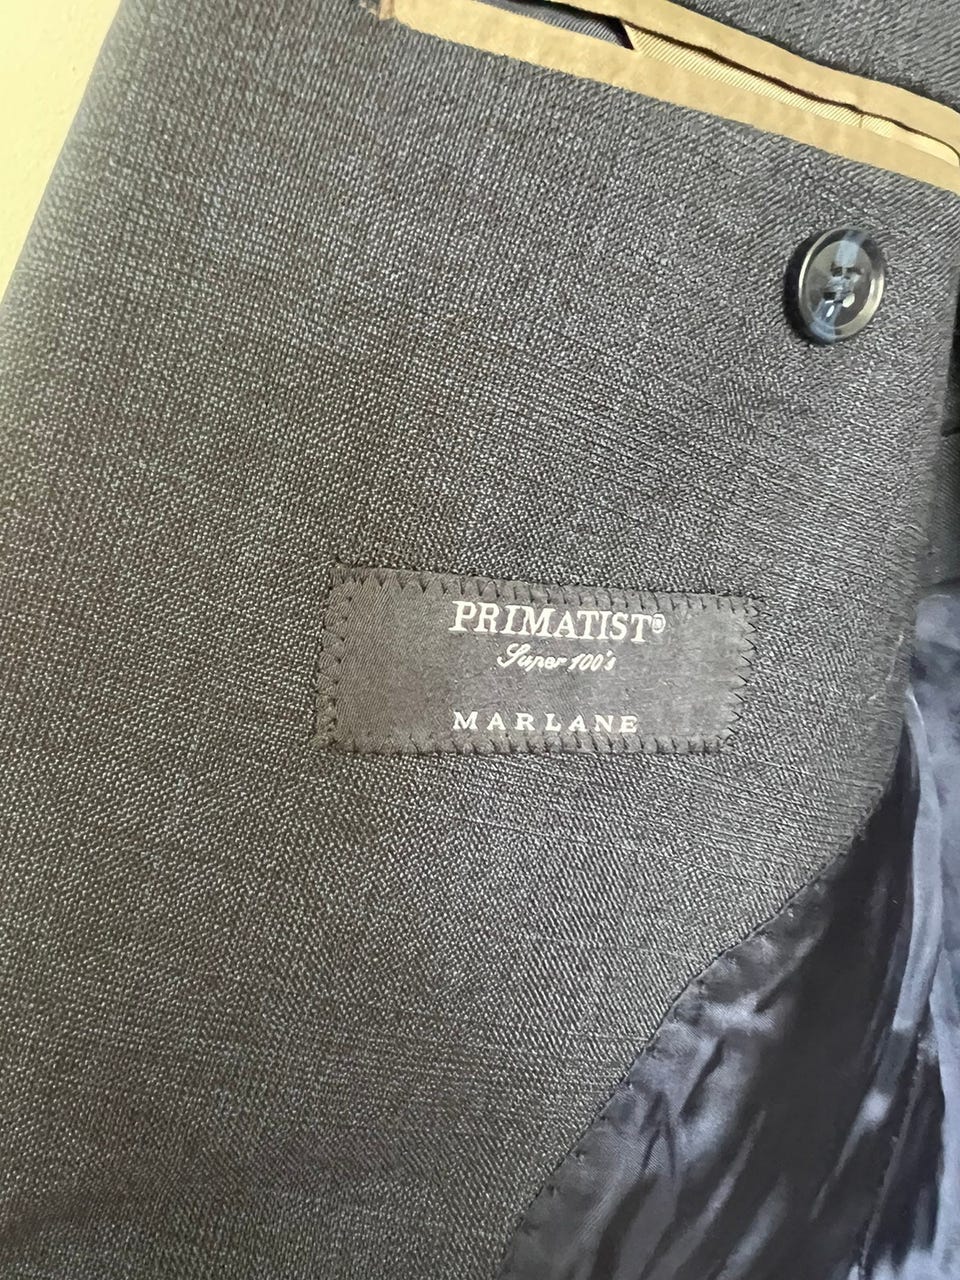 PRIMATIST®
Super 100's
MARLANE